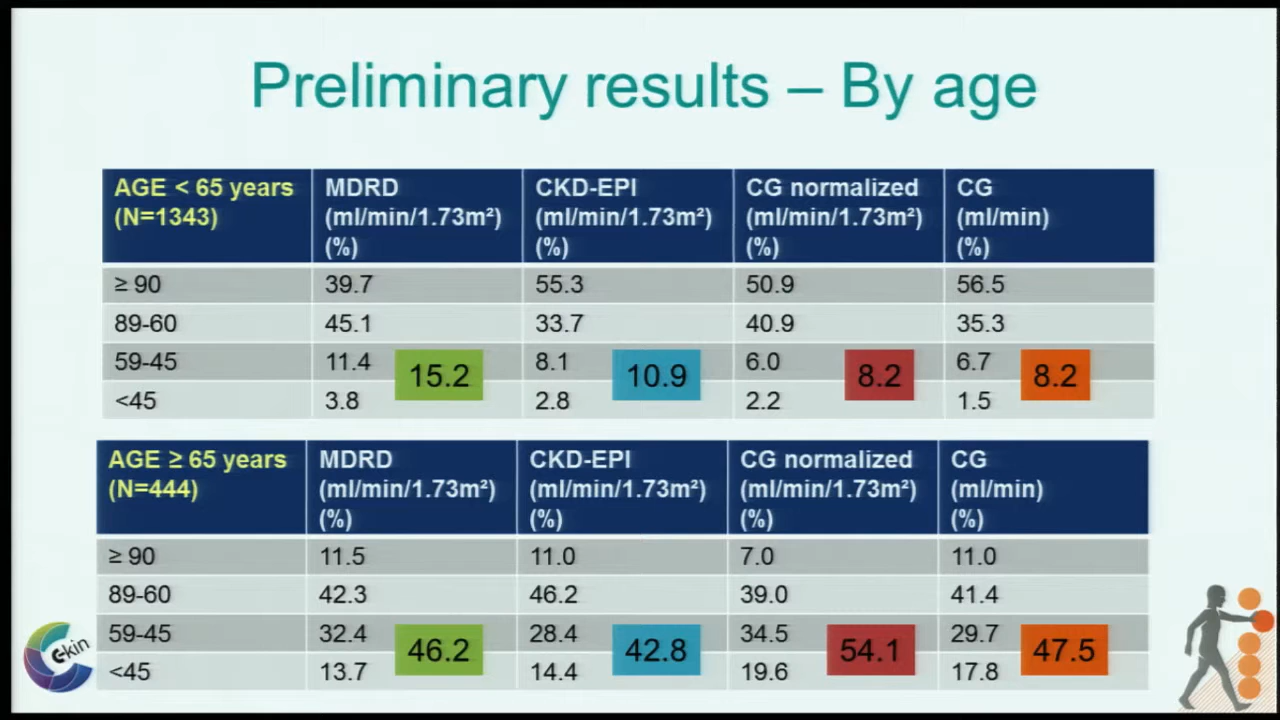 Preliminary results – By age
AGE < 65 years MDRD CKD-EPI CG normalized CG
(N=1343) (ml/min/1.73m²) (ml/min/1.73m²) (ml/min/1.73m²) (ml/min)
(%) (%) (%) (%)
≥ 90 39.7 55.3 50.9 56.5
89-60 45.1 33.7 40.9 35.3
59-45 11.4 8.1 6.0 6.7
15.2 10.9 8.2 8.2
<45 3.8 2.8 2.2 1.5
AGE ≥ 65 years MDRD CKD-EPI CG normalized CG
(N=444) (ml/min/1.73m²) (ml/min/1.73m²) (ml/min/1.73m²) (ml/min)
(%) (%) (%) (%)
≥ 90 11.5 11.0 7.0 11.0
89-60 42.3 46.2 39.0 41.4
59-45 32.4 28.4 34.5 29.7
46.2 42.8 54.1 47.5
<45 13.7 14.4 19.6 17.8
e-kin